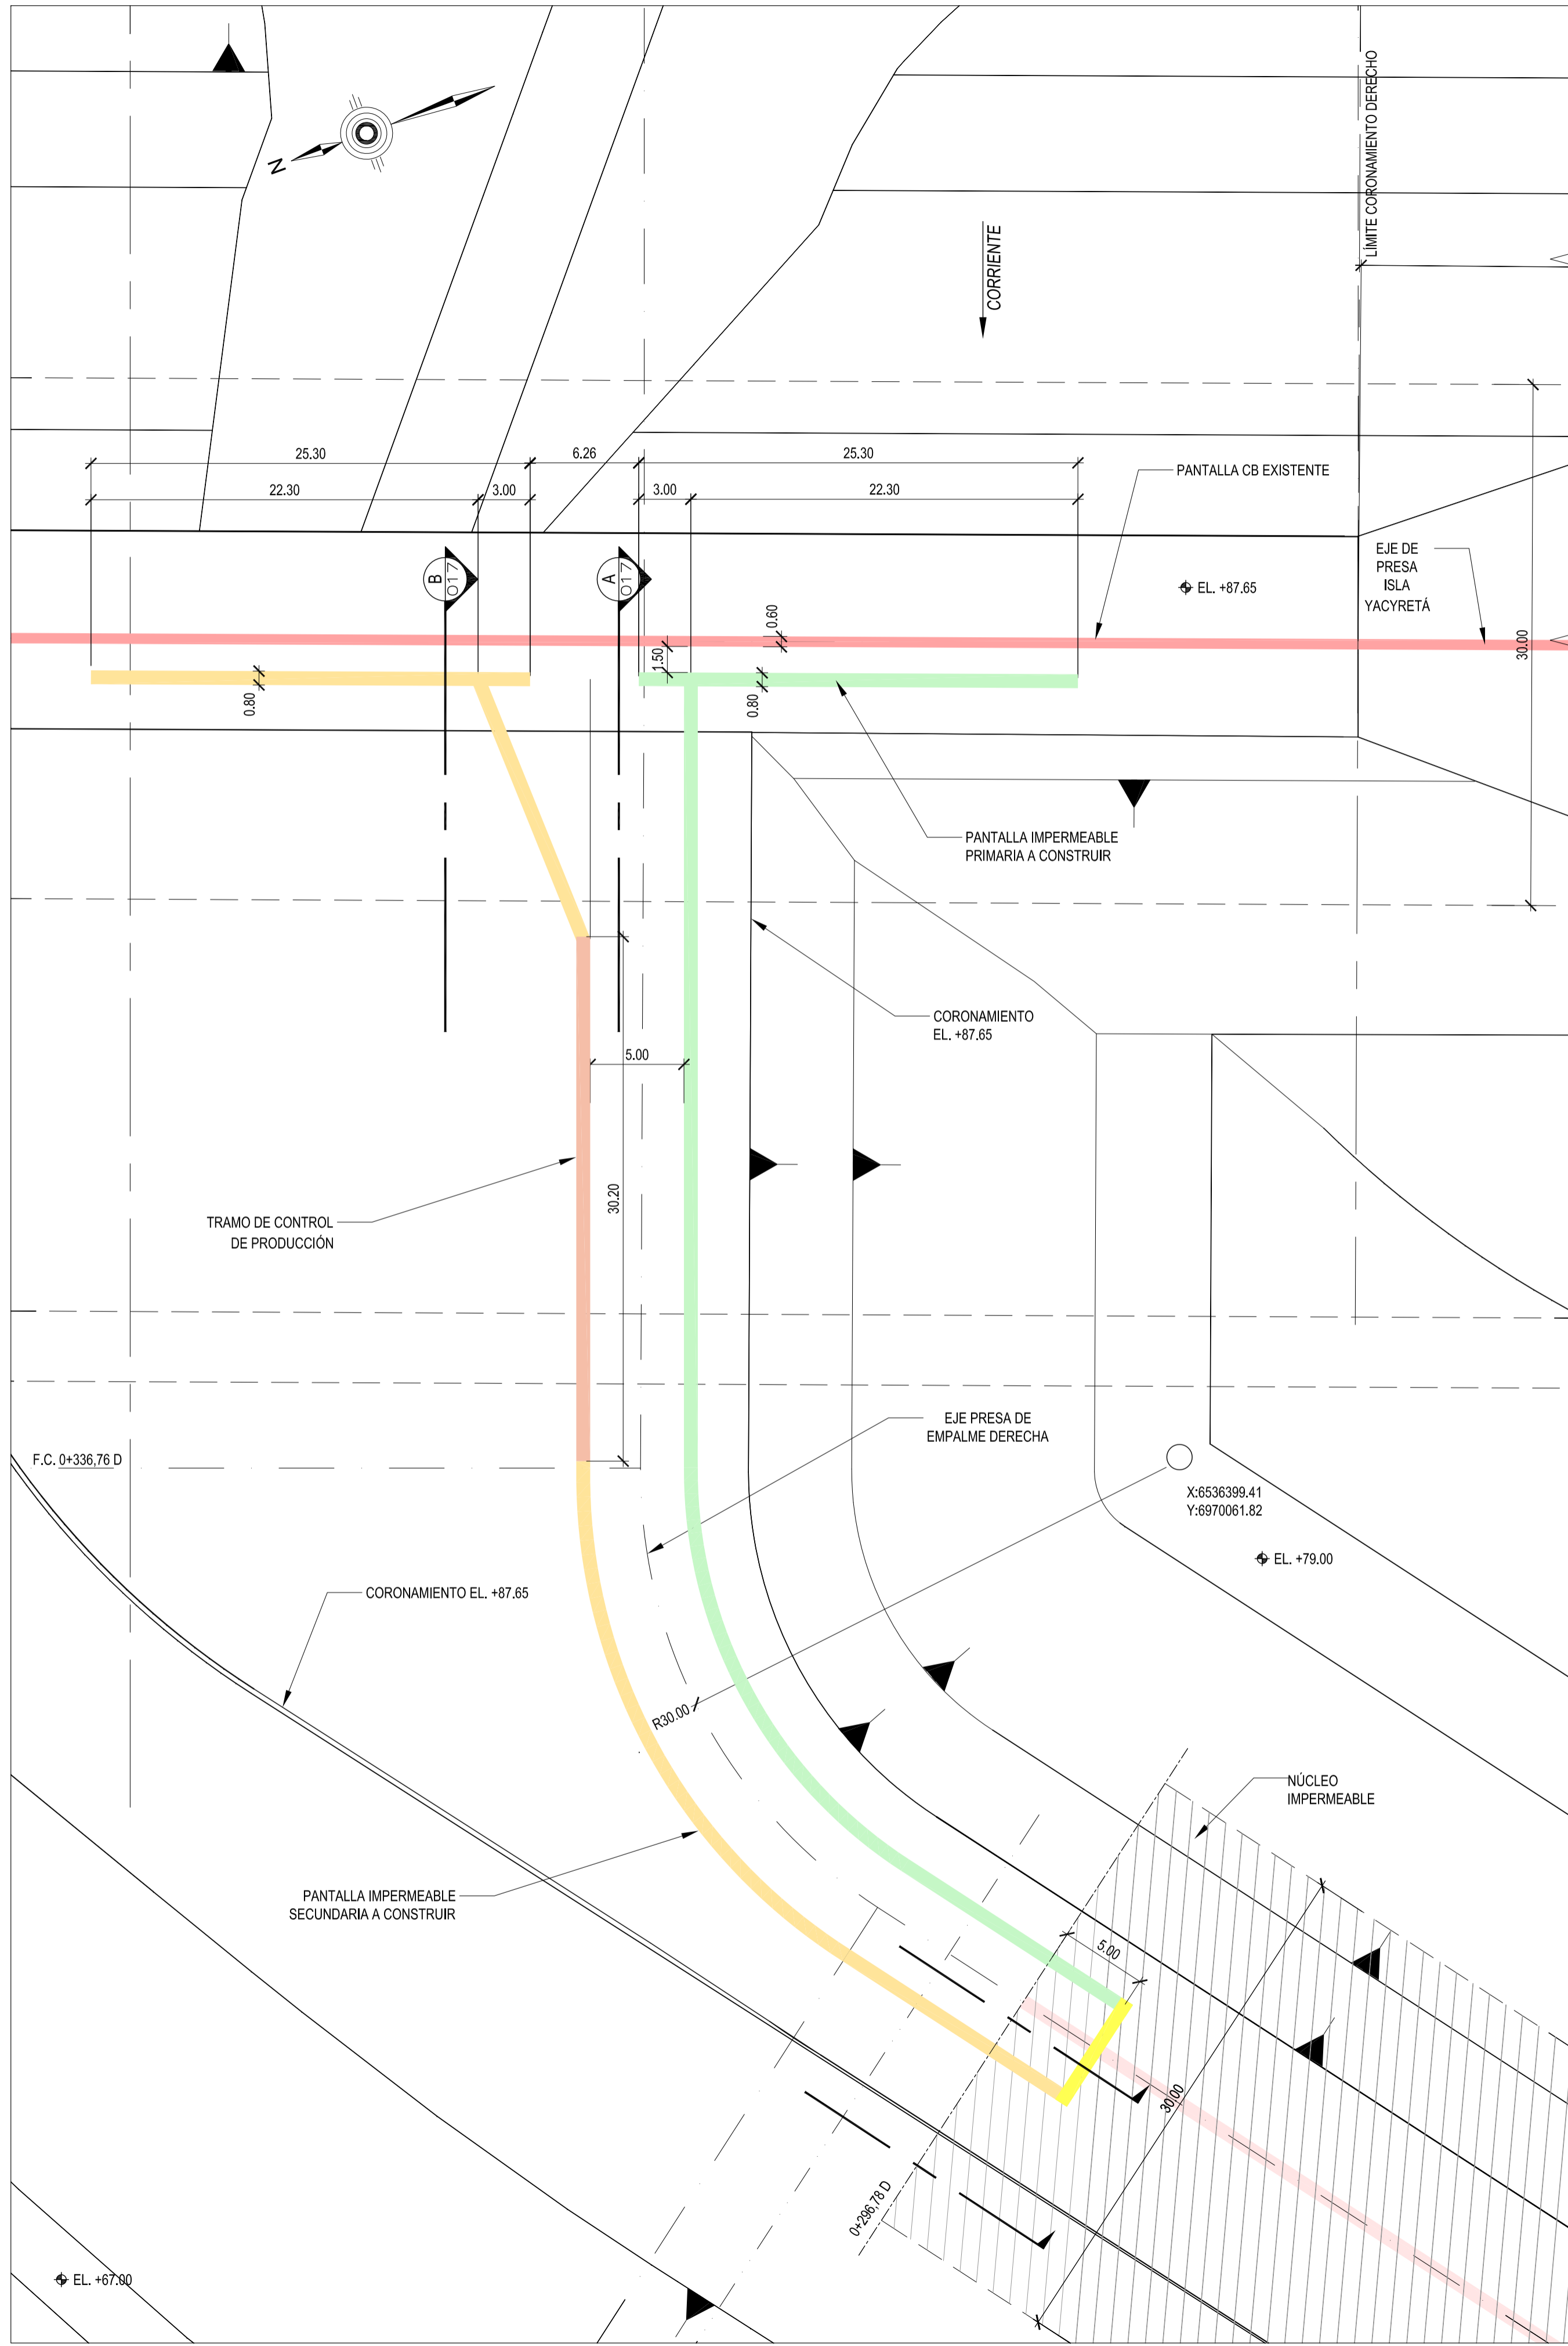 N
LÍMITE CORONAMIENTO DERECHO
CORRIENTE
25.30
6.26
25.30
22.30
3.00
3.00
22.30
PANTALLA CB EXISTENTE
EJE DE
PRESA
ISLA
YACYRETÁ
B
017
A
017
EL. +87.65
0.60
1.50
30.00
0.80
0.80
PANTALLA IMPERMEABLE
PRIMARIA A CONSTRUIR
CORONAMIENTO
EL. +87.65
5.00
30.20
TRAMO DE CONTROL
DE PRODUCCIÓN
EJE PRESA DE
EMPALME DERECHA
F.C. 0+336,76 D
X:6536399.41
Y:6970061.82
EL. +79.00
CORONAMIENTO EL. +87.65
R30.00
NÚCLEO
IMPERMEABLE
PANTALLA IMPERMEABLE
SECUNDARIA A CONSTRUIR
5.00
30.00
0+296,78 D
EL. +67.00